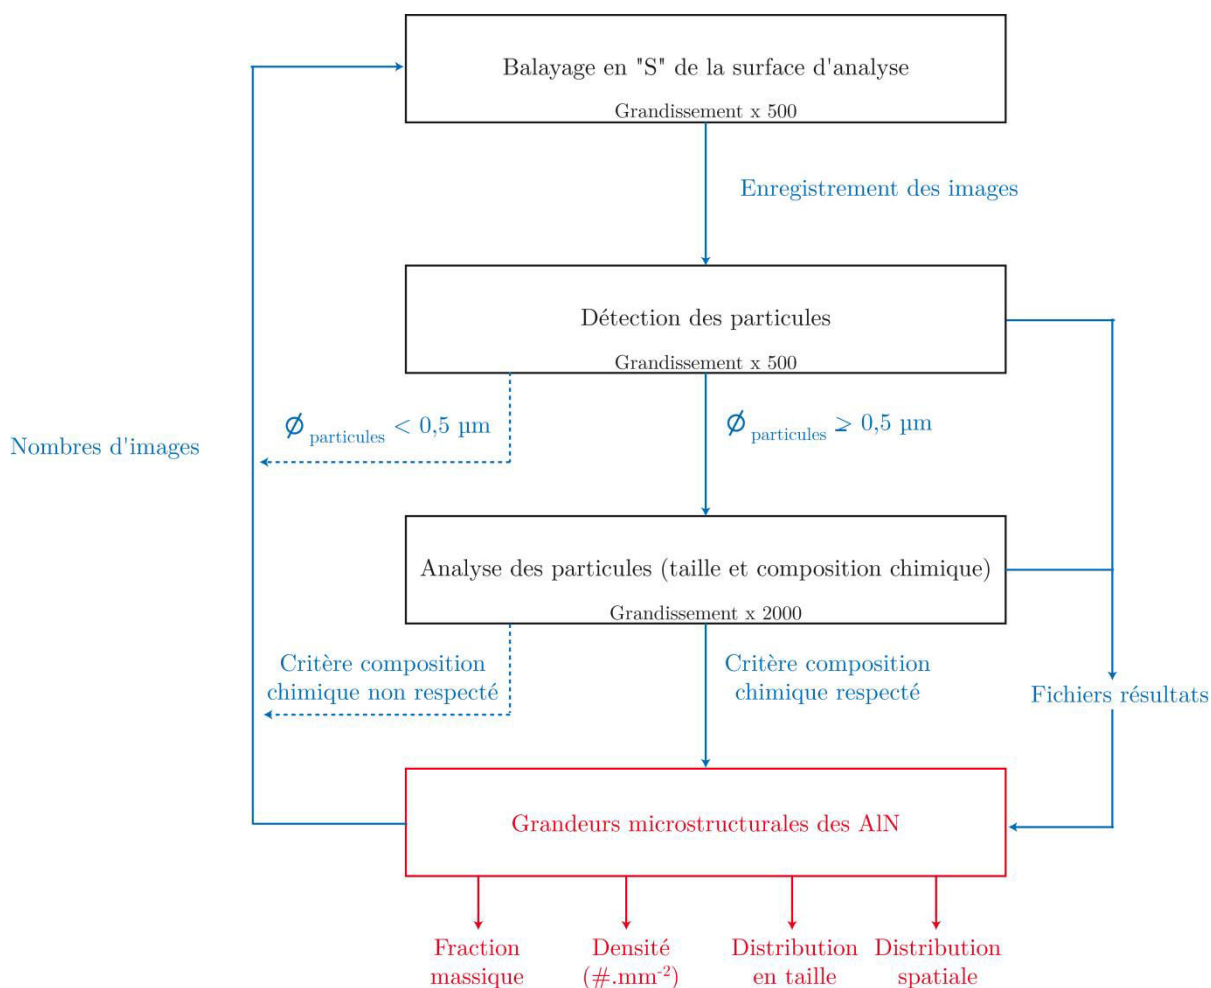 Balayage en "S" de la surface d'analyse
Grandissement x 500
Enregistrement des images
Détection des particules
Grandissement x 500
Nombres d'images
Ø particules < 0,5 µm
Ø particules ≥ 0,5 µm
Analyse des particules (taille et composition chimique)
Grandissement x 2000
Critère composition
chimique non respecté
Critère composition
chimique respecté
Fichiers résultats
Grandeurs microstructurales des AlN
Fraction
massique
Densité
(#.mm-2)
Distribution
en taille
Distribution
spatiale